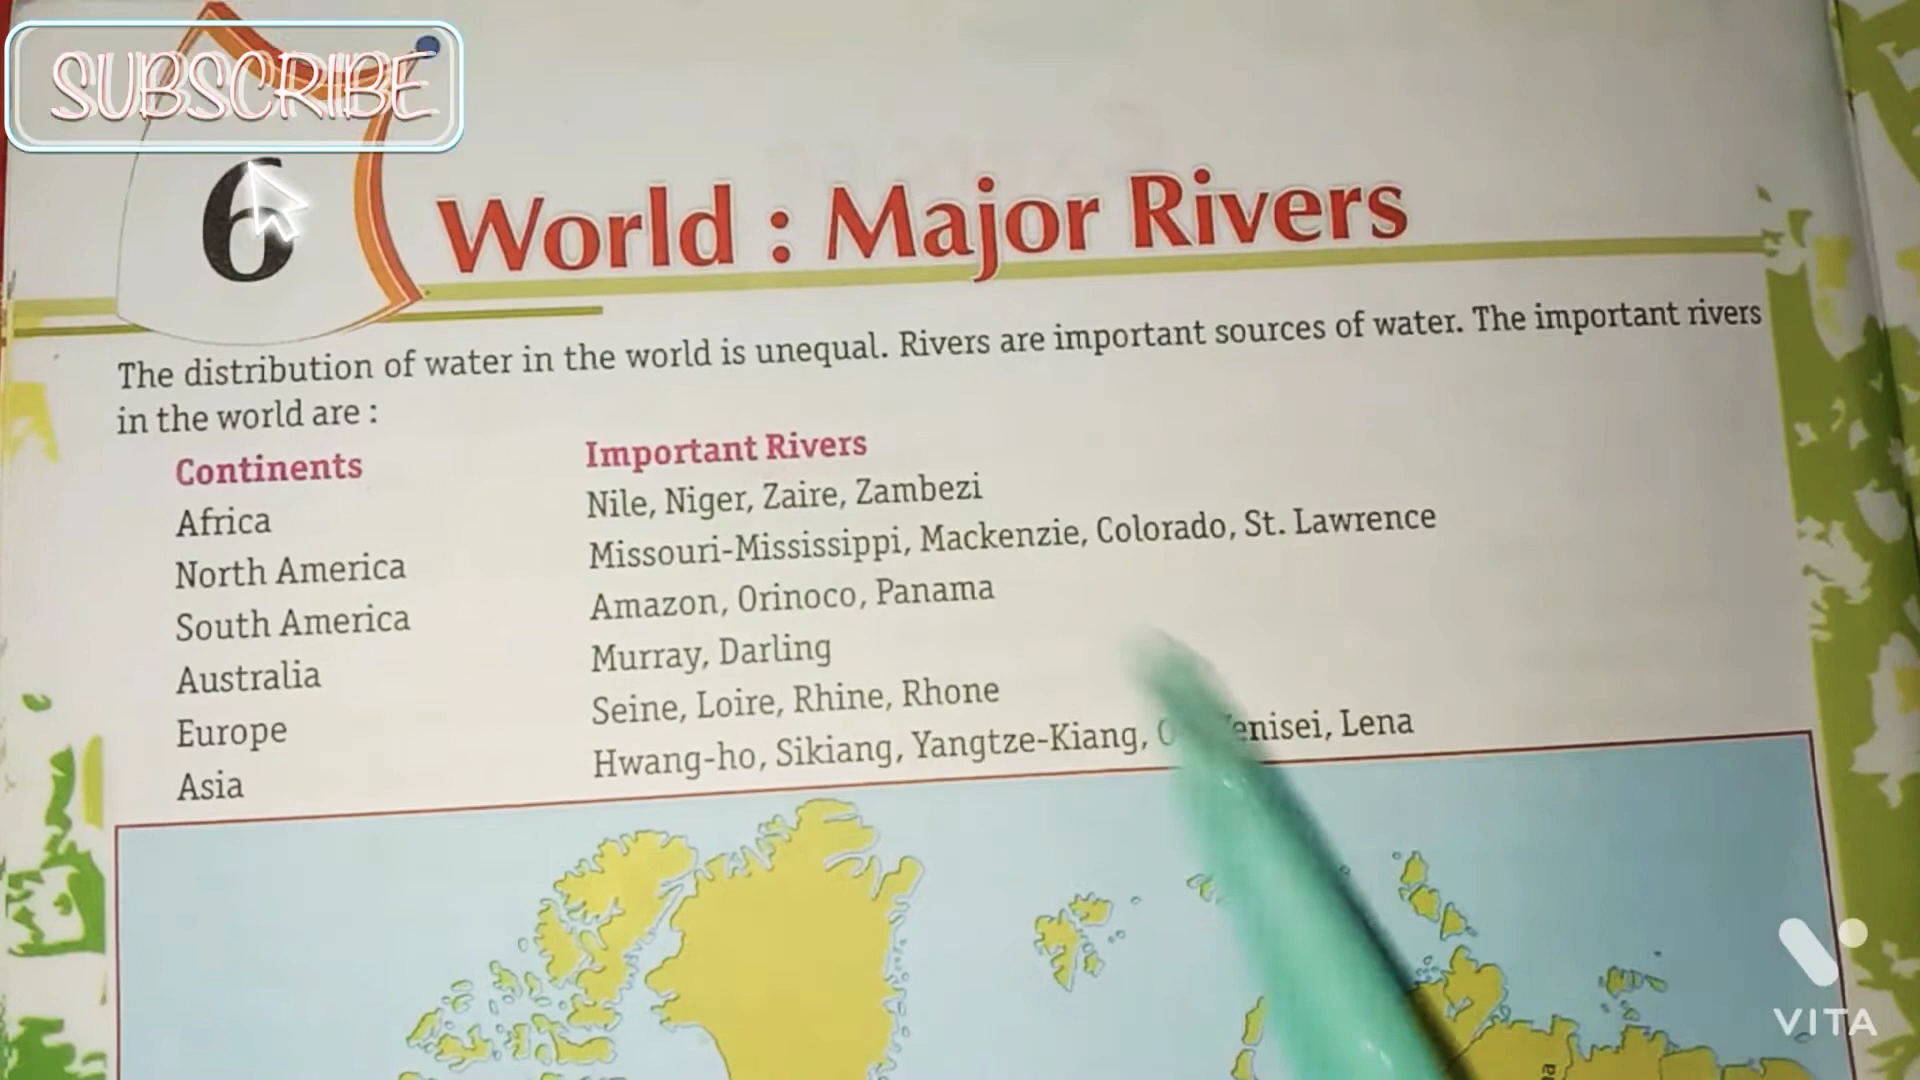 SUBSCRIBE
6
World : Major Rivers
The distribution of water in the world is unequal. Rivers are important sources of water. The important rivers
in the world are :
Continents Important Rivers
Africa Nile, Niger, Zaire, Zambezi
North America Missouri-Mississippi, Mackenzie, Colorado, St. Lawrence
South America Amazon, Orinoco, Panama
Australia Murray, Darling
Europe Seine, Loire, Rhine, Rhone
Asia Hwang-ho, Sikiang, Yangtze-Kiang, Lena
VITA